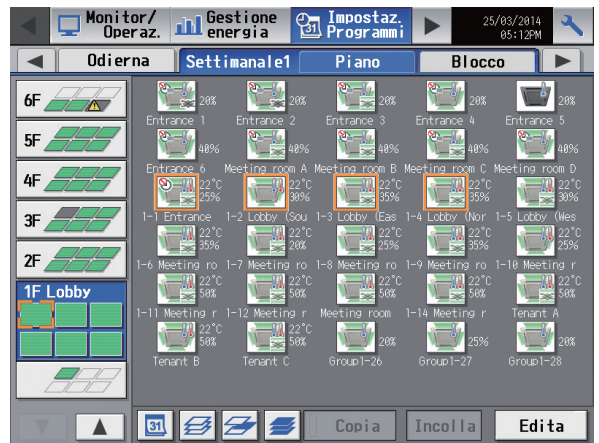 Monitor/ Operaz. Gestione energia 31 Impostaz. Programmi 25/03/2014 05:12PM
Odierna Settimanale1 Piano Blocco
6F
5F
4F
3F
2F
1F Lobby
20% 20% 20% 20% 20%
Entrance 1 Entrance 2 Entrance 3 Entrance 4 Entrance 5
40% 40% 40% 40% 40%
Entrance 6 Meeting room A Meeting room B Meeting room C Meeting room D
22°C 22°C 22°C 22°C 22°C
25% 30% 35% 35% 30%
1-1 Entrance 1-2 Lobby (Sou 1-3 Lobby (Eas 1-4 Lobby (Nor 1-5 Lobby (Wes
22°C 22°C 22°C 22°C 22°C
35% 20% 25% 35% 25%
1-6 Meeting ro 1-7 Meeting ro 1-8 Meeting ro 1-9 Meeting ro 1-10 Meeting r
22°C 22°C 22°C 22°C 22°C
50% 50% 50% 50% 50%
1-11 Meeting r 1-12 Meeting r Meeting room 1-14 Meeting r Tenant A
22°C 22°C
50% 50% 20% 25% 20%
Tenant B Tenant C Group1-26 Group1-27 Group1-28
31 Copia Incolla Edita